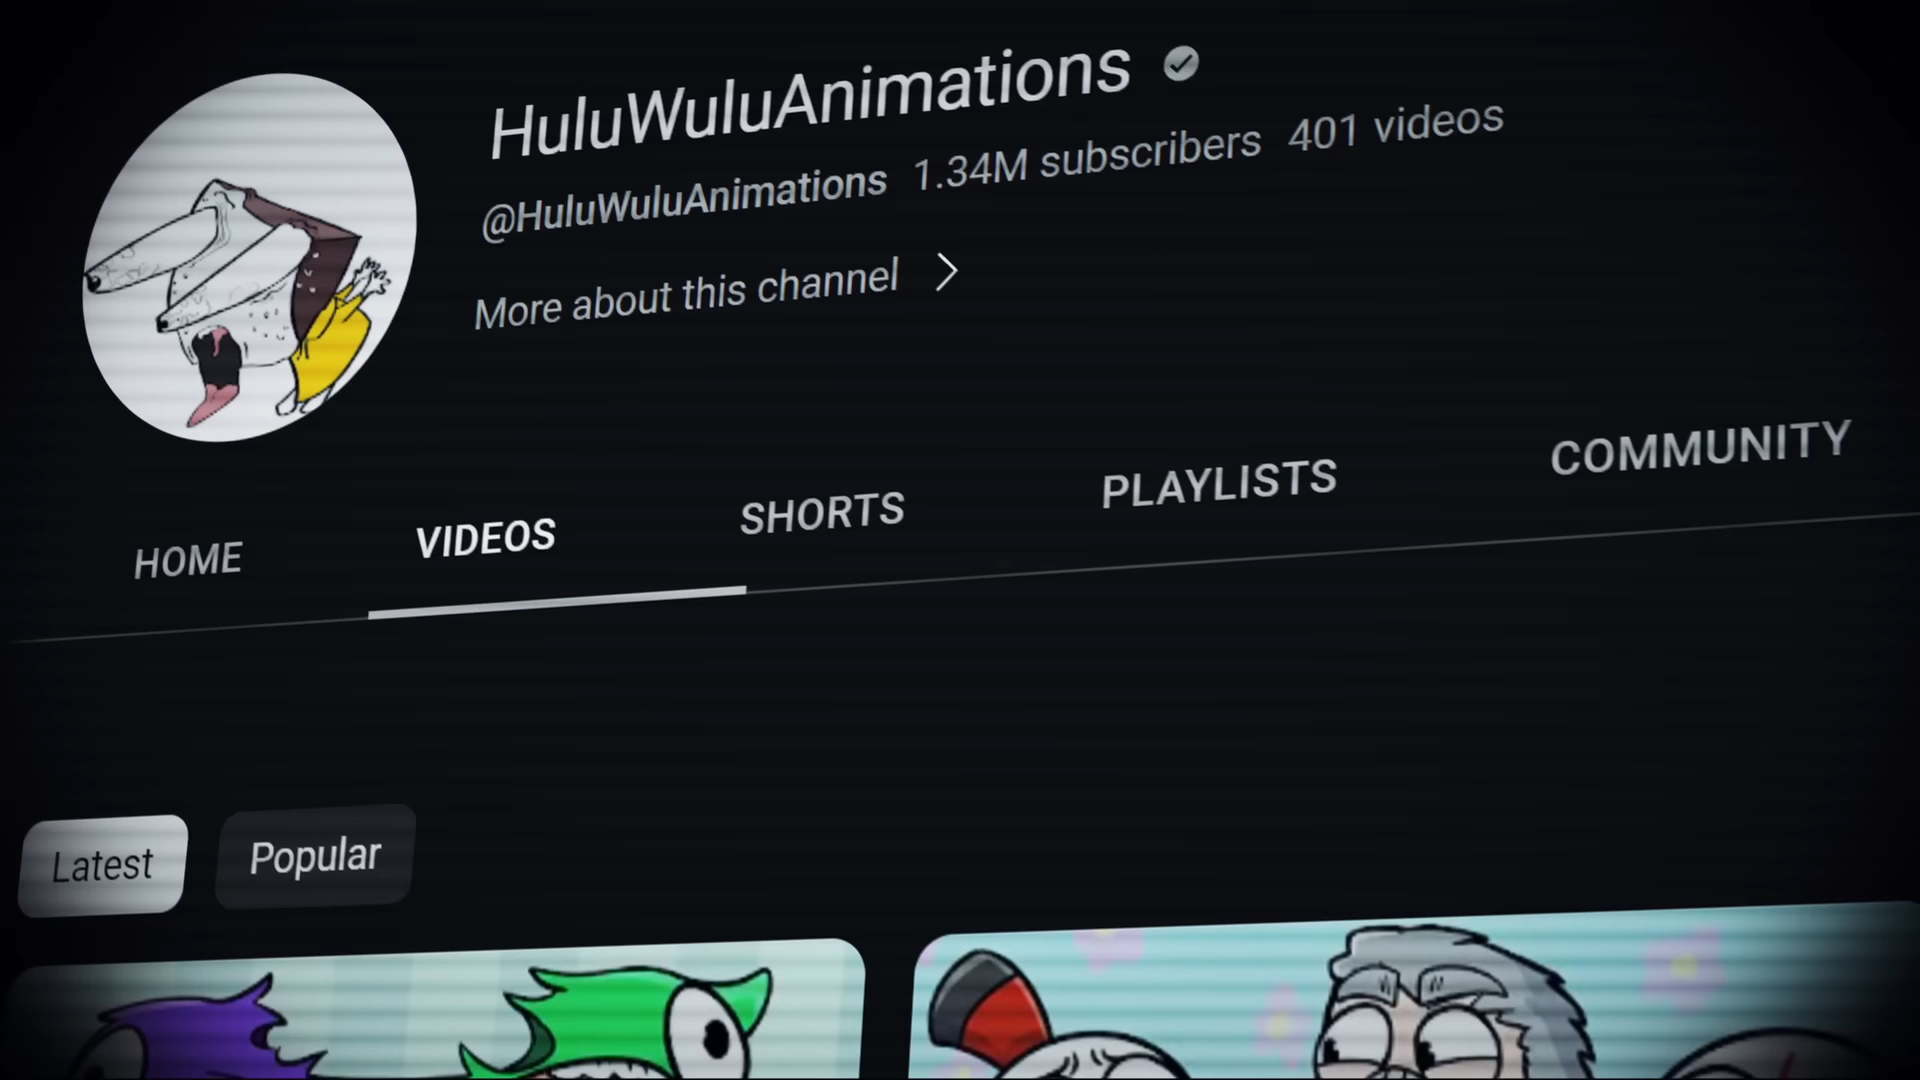 HuluWuluAnimations
@HuluWuluAnimations 1.34M subscribers 401 videos
More about this channel
HOME VIDEOS SHORTS PLAYLISTS COMMUNITY
Latest Popular